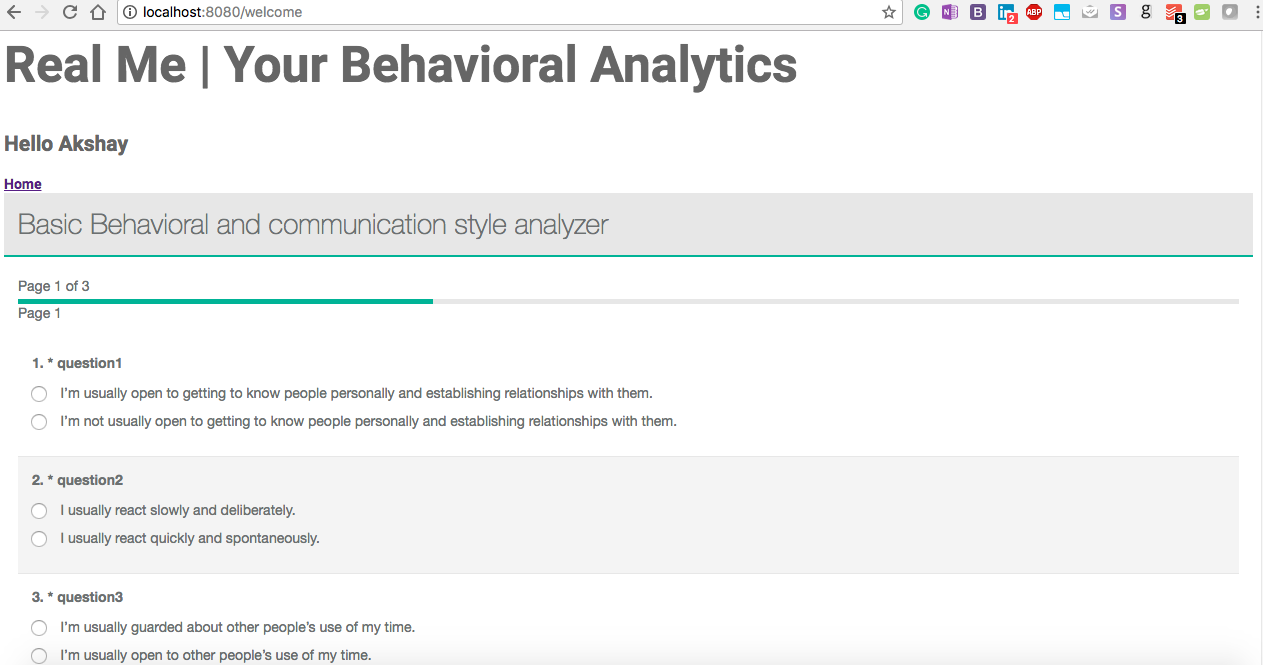 localhost:8080/welcome
N
B
2
ABP
S
g
3
Real Me | Your Behavioral Analytics
Hello Akshay
Home
Basic Behavioral and communication style analyzer
Page 1 of 3
Page 1
1. * question1
I'm usually open to getting to know people personally and establishing relationships with them.
I'm not usually open to getting to know people personally and establishing relationships with them.
2. * question2
I usually react slowly and deliberately.
I usually react quickly and spontaneously.
3. * question3
I'm usually guarded about other people's use of my time.
I'm usually open to other people's use of my time.